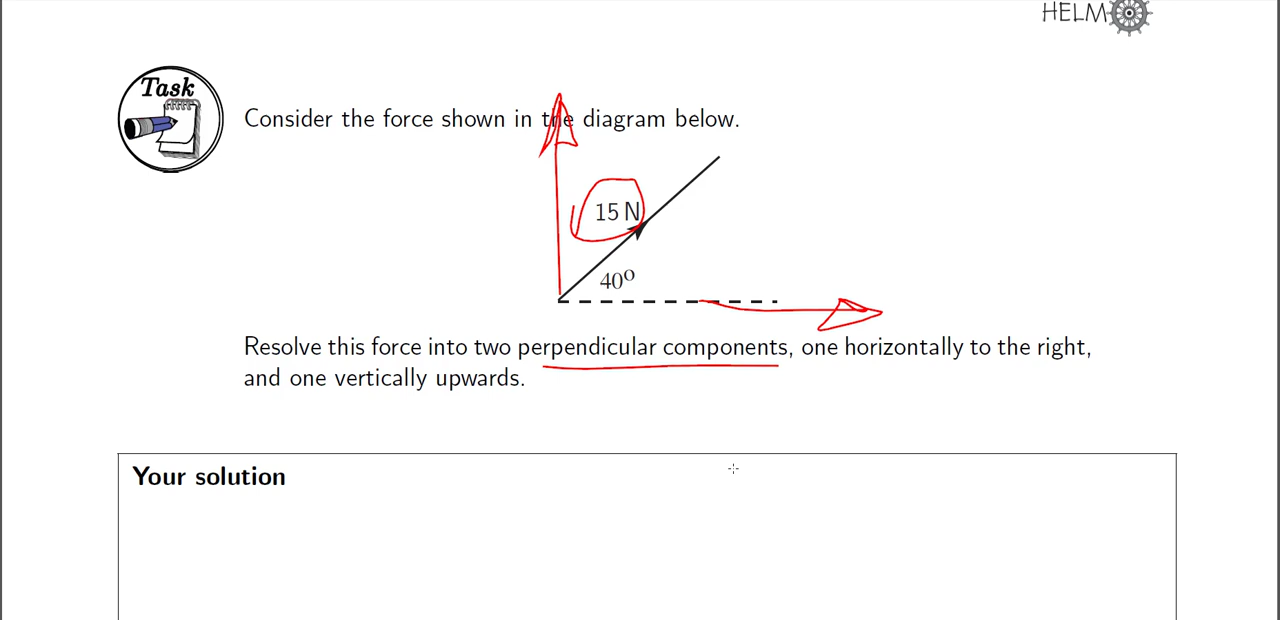 HELM
Task
Consider the force shown in the diagram below.
15 N
40º
Resolve this force into two perpendicular components, one horizontally to the right,
and one vertically upwards.
Your solution